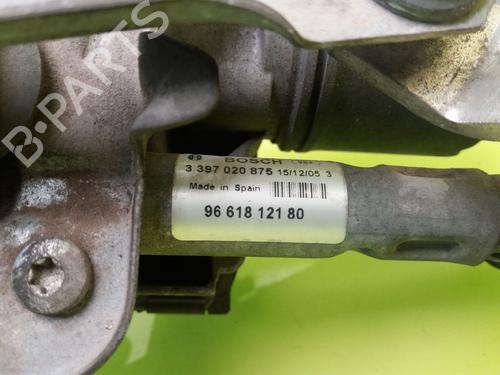 B-PARTS
BOSCH
3 397 020 875 15/12/05 3
Made in Spain
96 618 121 80